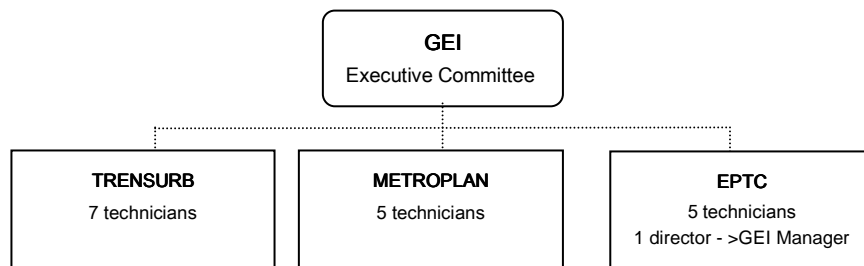 GEI
Executive Committee
TRENSURB
7 technicians
METROPLAN
5 technicians
EPTC
5 technicians
1 director - >GEI Manager